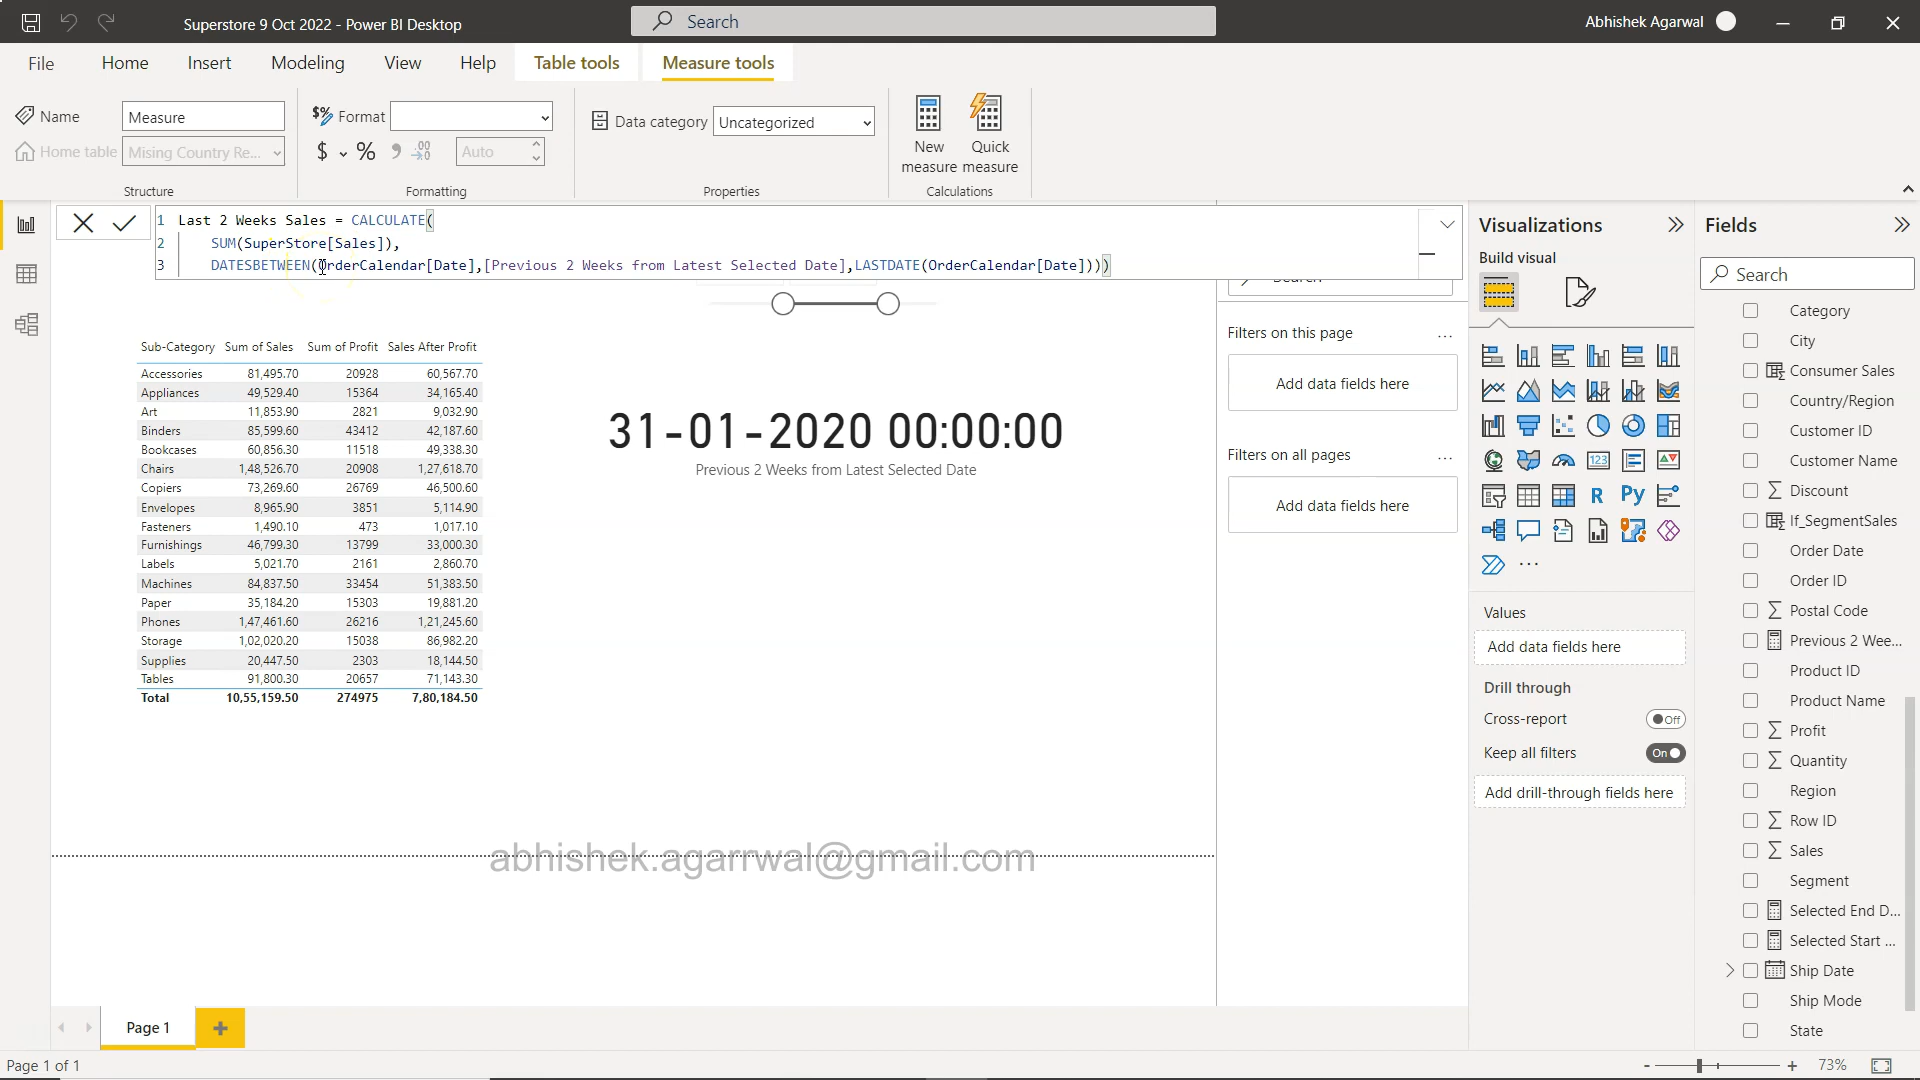 Superstore 9 Oct 2022 - Power BI Desktop
Search
Abhishek Agarwal
File Home Insert Modeling View Help Table tools Measure tools
Name Measure
Home table Mising Country Re...
Structure
$% Format
$ % 9 .00
Auto
Formatting
Data category Uncategorized
Properties
New measure
Quick measure
Calculations
1 Last 2 Weeks Sales = CALCULATE(
2 SUM(SuperStore[Sales]),
3 DATESBETWEEN(OrderCalendar[Date],[Previous 2 Weeks from Latest Selected Date],LASTDATE(OrderCalendar[Date])))
Sub-Category Sum of Sales Sum of Profit Sales After Profit
Accessories 81,495.70 20928 60,567.70
Appliances 49,529.40 15364 34,165.40
Art 11,853.90 2821 9,032.90
Binders 85,599.60 43412 42,187.60
Bookcases 60,856.30 11518 49,338.30
Chairs 1,48,526.70 20908 1,27,618.70
Copiers 73,269.60 26769 46,500.60
Envelopes 8,965.90 3851 5,114.90
Fasteners 1,490.10 473 1,017.10
Furnishings 46,799.30 13799 33,000.30
Labels 5,021.70 2161 2,860.70
Machines 84,837.50 33454 51,383.50
Paper 35,184.20 15303 19,881.20
Phones 1,47,461.60 26216 1,21,245.60
Storage 1,02,020.20 15038 86,982.20
Supplies 20,447.50 2303 18,144.50
Tables 91,800.30 20657 71,143.30
Total 10,55,159.50 274975 7,80,184.50
31-01-2020 00:00:00
Previous 2 Weeks from Latest Selected Date
abhishek.agarrwal@gmail.com
Filters on this page ...
Add data fields here
Filters on all pages ...
Add data fields here
Visualizations
Build visual
123
R
Py
...
Values
Add data fields here
Drill through
Cross-report Off
Keep all filters On
Add drill-through fields here
Fields
Search
Category
City
Consumer Sales
Country/Region
Customer ID
Customer Name
Discount
If_SegmentSales
Order Date
Order ID
Postal Code
Previous 2 Wee...
Product ID
Product Name
Profit
Quantity
Region
Row ID
Sales
Segment
Selected End D...
Selected Start ...
Ship Date
Ship Mode
State
Page 1
Page 1 of 1
- + 73%